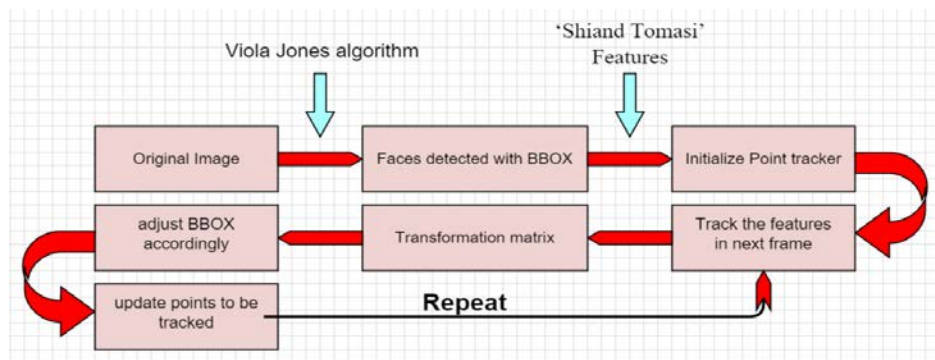 Viola Jones algorithm
‘Shiand Tomasi’
Features
Original Image
Faces detected with BBOX
Initialize Point tracker
adjust BBOX
accordingly
Transformation matrix
Track the features
in next frame
update points to be
tracked
Repeat